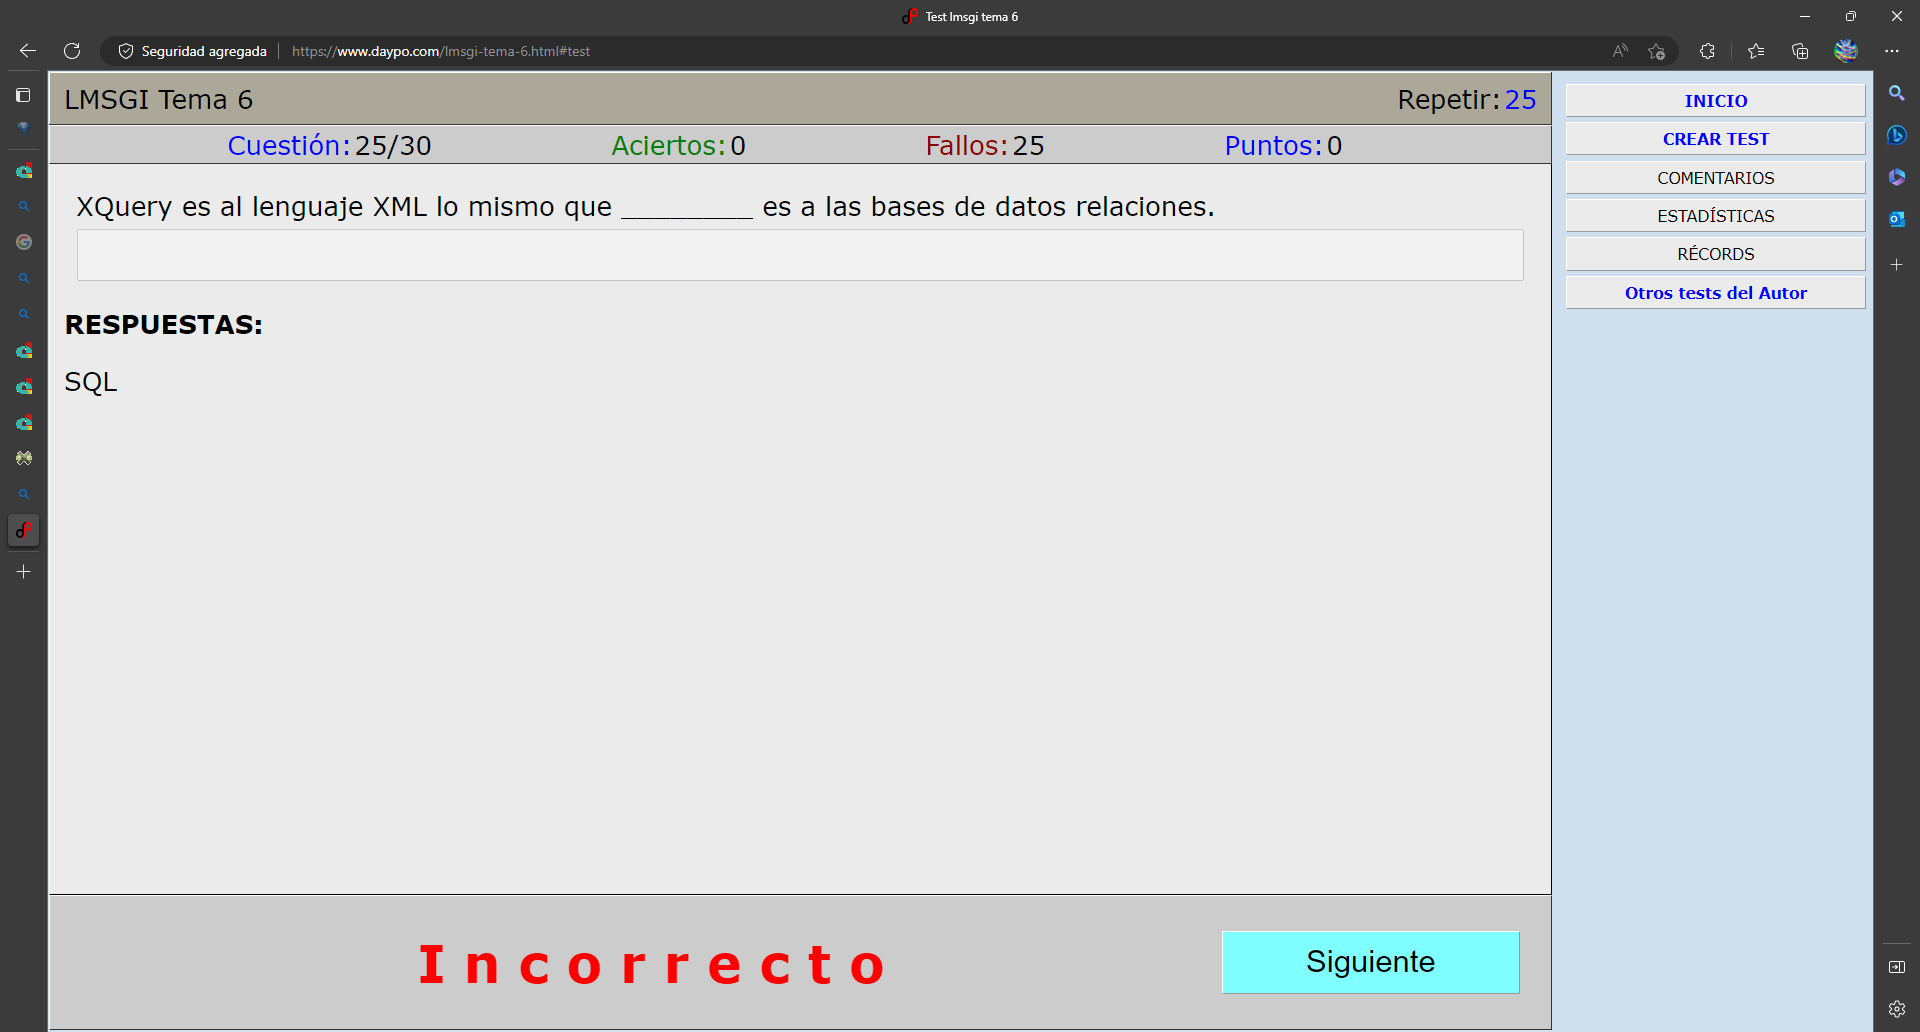 Test lmsgi tema 6
Seguridad agregada
https://www.daypo.com/lmsgi-tema-6.html#test
LMSGI Tema 6
Repetir: 25
Cuestión: 25/30
Aciertos: 0
Fallos: 25
Puntos: 0
XQuery es al lenguaje XML lo mismo que __________ es a las bases de datos relaciones.
RESPUESTAS:
SQL
Incorrecto
Siguiente
INICIO
CREAR TEST
COMENTARIOS
ESTADÍSTICAS
RÉCORDS
Otros tests del Autor